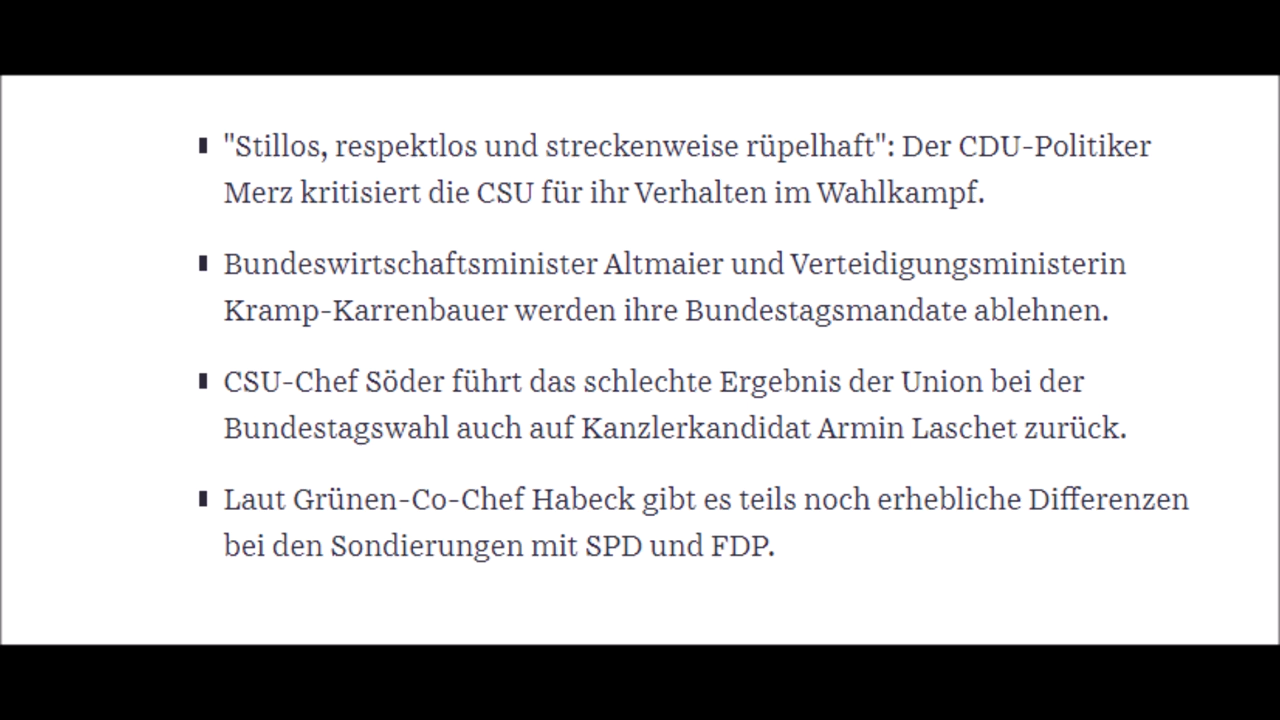 "Stillos, respektlos und streckenweise rüpelhaft": Der CDU-Politiker
Merz kritisiert die CSU für ihr Verhalten im Wahlkampf.
Bundeswirtschaftsminister Altmaier und Verteidigungsministerin
Kramp-Karrenbauer werden ihre Bundestagsmandate ablehnen.
CSU-Chef Söder führt das schlechte Ergebnis der Union bei der
Bundestagswahl auch auf Kanzlerkandidat Armin Laschet zurück.
Laut Grünen-Co-Chef Habeck gibt es teils noch erhebliche Differenzen
bei den Sondierungen mit SPD und FDP.